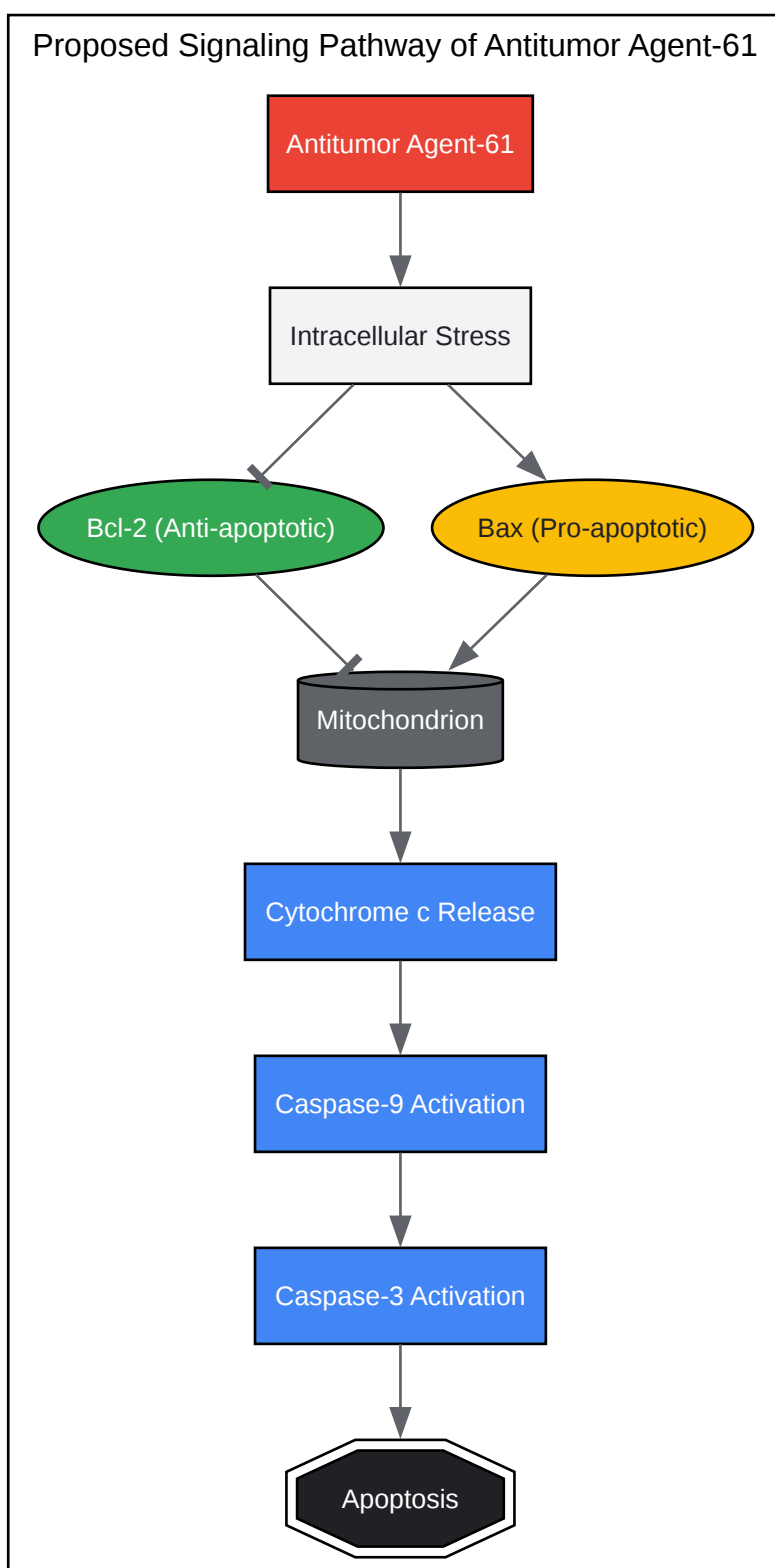 Proposed Signaling Pathway of Antitumor Agent-61
Antitumor Agent-61
Intracellular Stress
Bcl-2 (Anti-apoptotic)
Bax (Pro-apoptotic)
Mitochondrion
Cytochrome c Release
Caspase-9 Activation
Caspase-3 Activation
Apoptosis